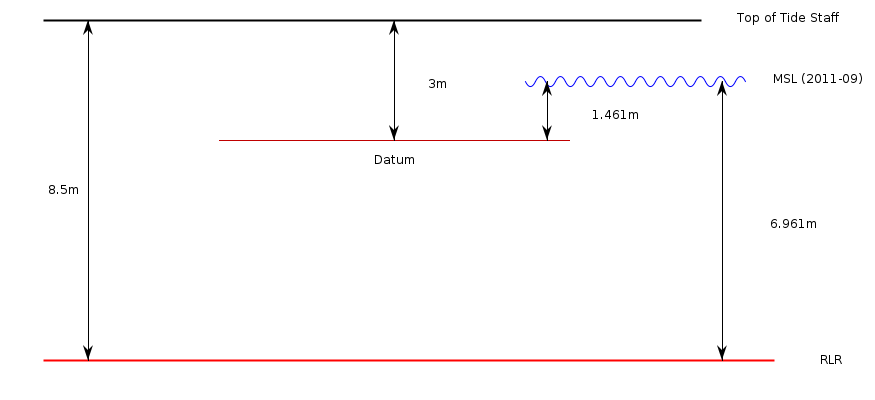 Top of Tide Staff
MSL (2011-09)
3m
1.461m
Datum
8.5m
6.961m
RLR